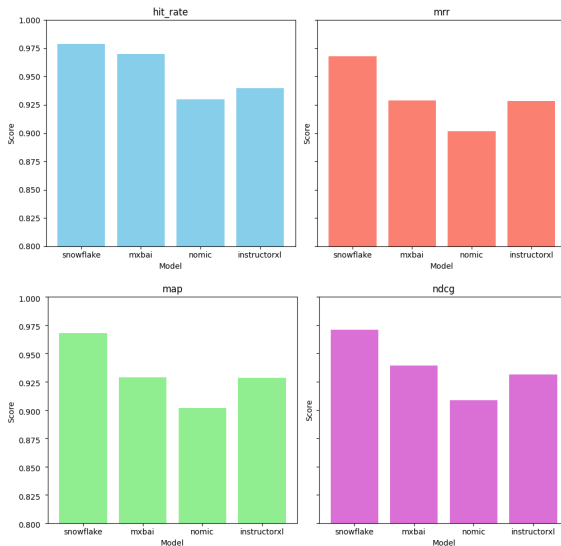 hit_rate
mrr
1.000
0.975
0.950
0.925
0.900
0.875
0.850
0.825
0.800
Score
Score
snowflake mxbai nomic instructorxl
snowflake mxbai nomic instructorxl
Model
Model
map
ndcg
1.000
0.975
0.950
0.925
0.900
0.875
0.850
0.825
0.800
Score
Score
snowflake mxbai nomic instructorxl
snowflake mxbai nomic instructorxl
Model
Model